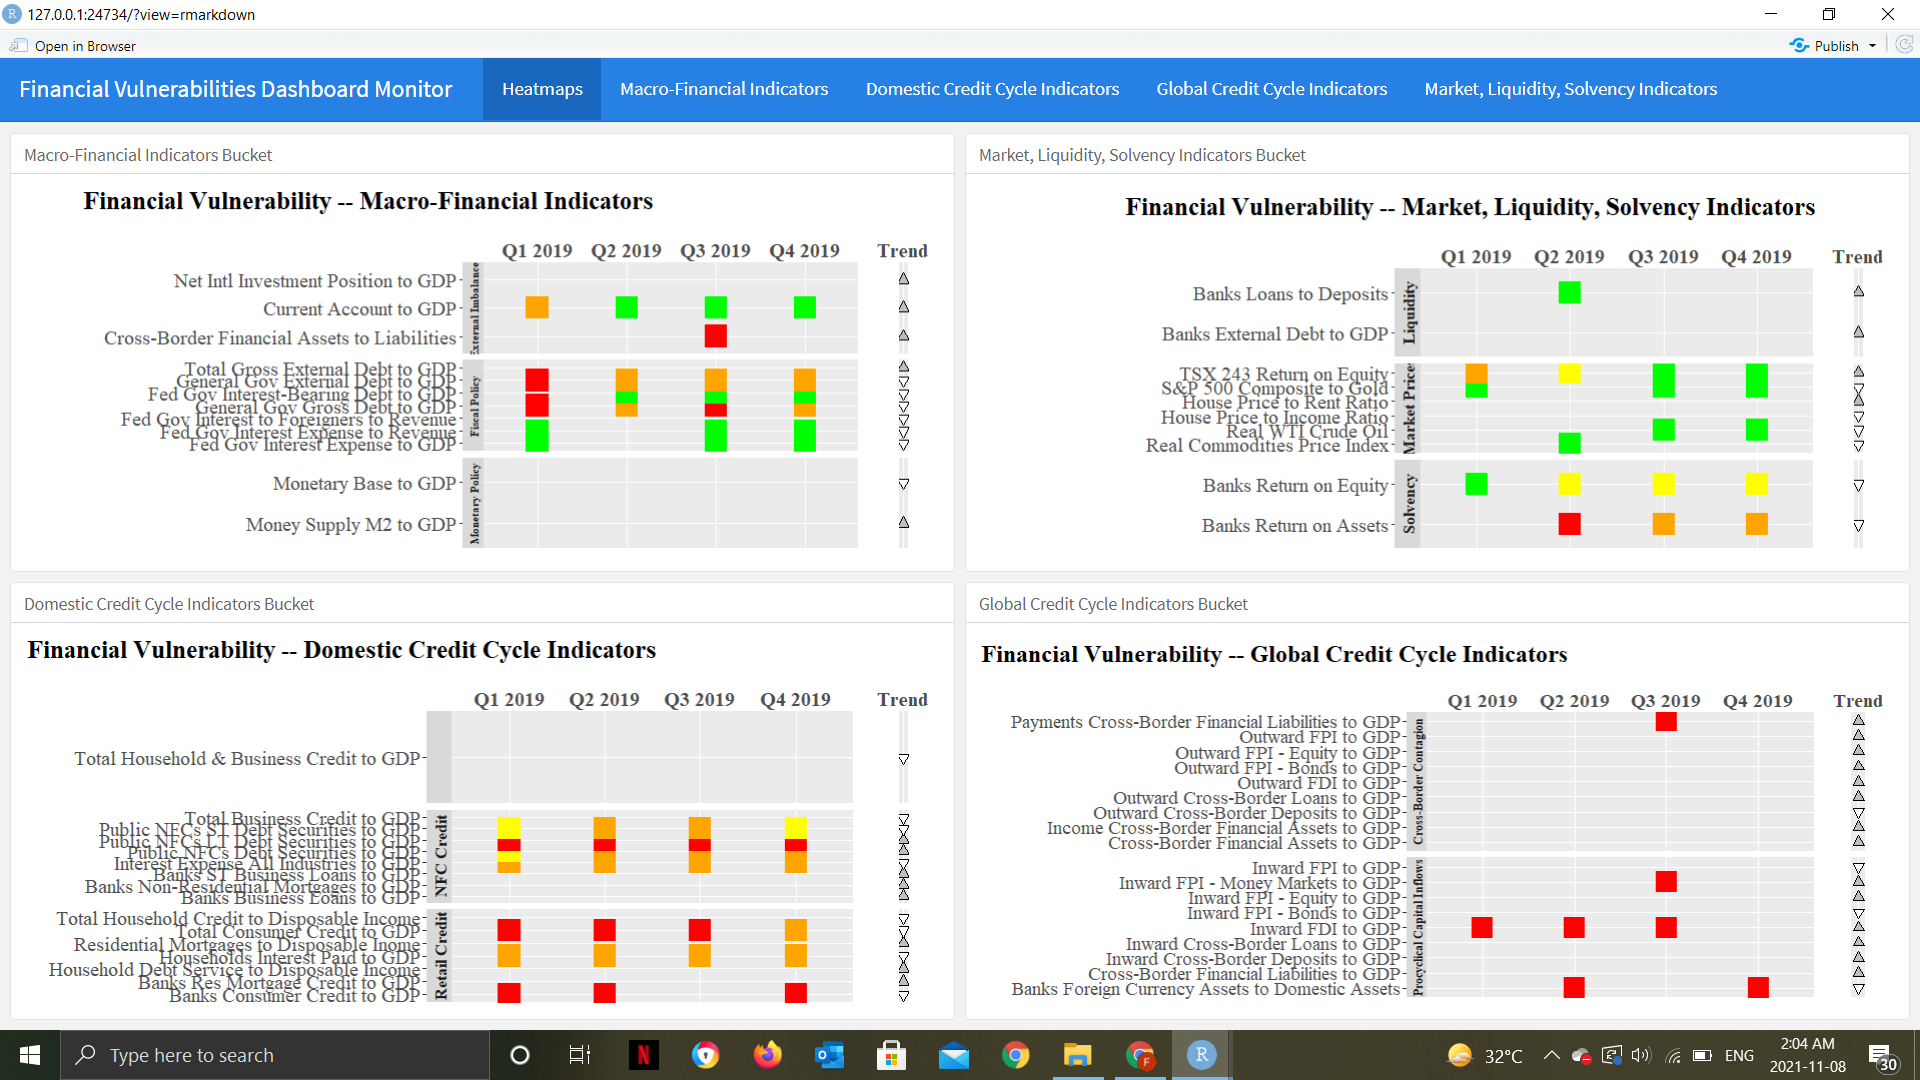 127.0.0.1:24734/?view=rmarkdown
Open in Browser
Publish
Financial Vulnerabilities Dashboard Monitor
Heatmaps
Macro-Financial Indicators
Domestic Credit Cycle Indicators
Global Credit Cycle Indicators
Market, Liquidity, Solvency Indicators
Macro-Financial Indicators Bucket
Financial Vulnerability -- Macro-Financial Indicators
Q1 2019 Q2 2019 Q3 2019 Q4 2019 Trend
External Imbalance
Net Intl Investment Position to GDP
Current Account to GDP
Cross-Border Financial Assets to Liabilities
Fiscal Policy
Total Gross External Debt to GDP
General Gov External Debt to GDP
Fed Gov Interest-Bearing Debt to GDP
General Gov Gross Debt to GDP
Fed Gov Interest to Foreigners to Revenue
Fed Gov Interest Expense to Revenue
Fed Gov Interest Expense to GDP
Monetary Policy
Monetary Base to GDP
Money Supply M2 to GDP
Market, Liquidity, Solvency Indicators Bucket
Financial Vulnerability -- Market, Liquidity, Solvency Indicators
Q1 2019 Q2 2019 Q3 2019 Q4 2019 Trend
Liquidity
Banks Loans to Deposits
Banks External Debt to GDP
Market Price
TSX 243 Return on Equity
S&P 500 Composite to Gold
House Price to Rent Ratio
House Price to Income Ratio
Real WTI Crude Oil
Real Commodities Price Index
Solvency
Banks Return on Equity
Banks Return on Assets
Domestic Credit Cycle Indicators Bucket
Financial Vulnerability -- Domestic Credit Cycle Indicators
Q1 2019 Q2 2019 Q3 2019 Q4 2019 Trend
Total Household & Business Credit to GDP
NFC Credit
Total Business Credit to GDP
Public NFCs ST Debt Securities to GDP
Public NFCs LT Debt Securities to GDP
Public NFCs Debt Securities to GDP
Interest Expense All Industries to GDP
Banks ST Business Loans to GDP
Banks Non-Residential Mortgages to GDP
Banks Business Loans to GDP
Retail Credit
Total Household Credit to Disposable Income
Total Consumer Credit to GDP
Residential Mortgages to Disposable Inome
Households Interest Paid to GDP
Household Debt Service to Disposable Income
Banks Res Mortgage Credit to GDP
Banks Consumer Credit to GDP
Global Credit Cycle Indicators Bucket
Financial Vulnerability -- Global Credit Cycle Indicators
Q1 2019 Q2 2019 Q3 2019 Q4 2019 Trend
Cross-Border Contagion
Payments Cross-Border Financial Liabilities to GDP
Outward FPI to GDP
Outward FPI - Equity to GDP
Outward FPI - Bonds to GDP
Outward FDI to GDP
Outward Cross-Border Loans to GDP
Outward Cross-Border Deposits to GDP
Income Cross-Border Financial Assets to GDP
Cross-Border Financial Assets to GDP
Procyclical Capital Inflows
Inward FPI to GDP
Inward FPI - Money Markets to GDP
Inward FPI - Equity to GDP
Inward FPI - Bonds to GDP
Inward FDI to GDP
Inward Cross-Border Loans to GDP
Inward Cross-Border Deposits to GDP
Cross-Border Financial Liabilities to GDP
Banks Foreign Currency Assets to Domestic Assets
Type here to search
32°C
ENG
2:04 AM
2021-11-08
30